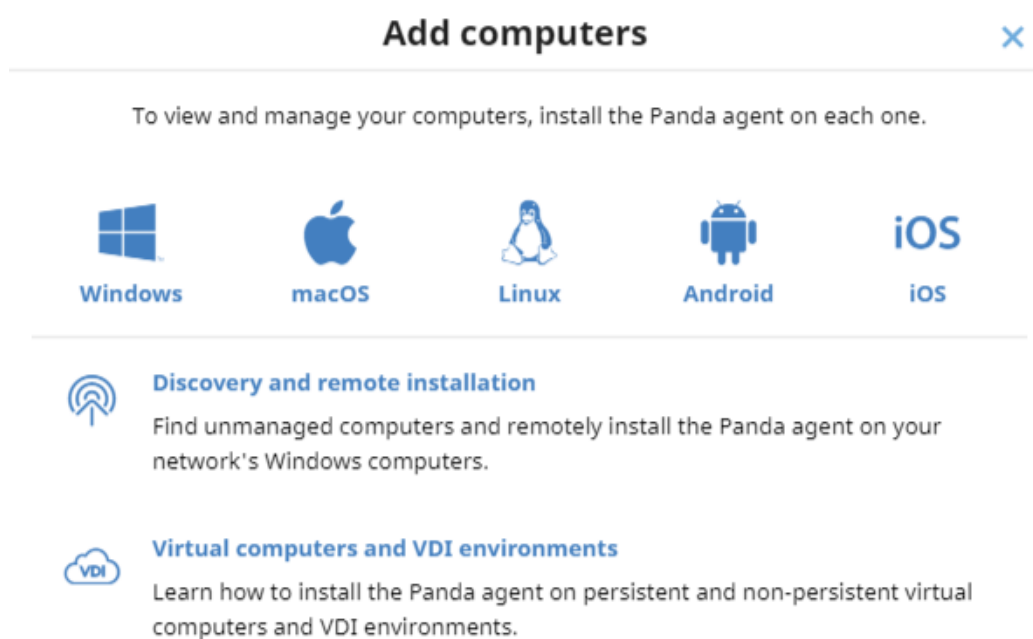 Add computers
To view and manage your computers, install the Panda agent on each one.
iOS
Windows macOS Linux Android iOS
Discovery and remote installation
Find unmanaged computers and remotely install the Panda agent on your
network's Windows computers.
VDI
Virtual computers and VDI environments
Learn how to install the Panda agent on persistent and non-persistent virtual
computers and VDI environments.